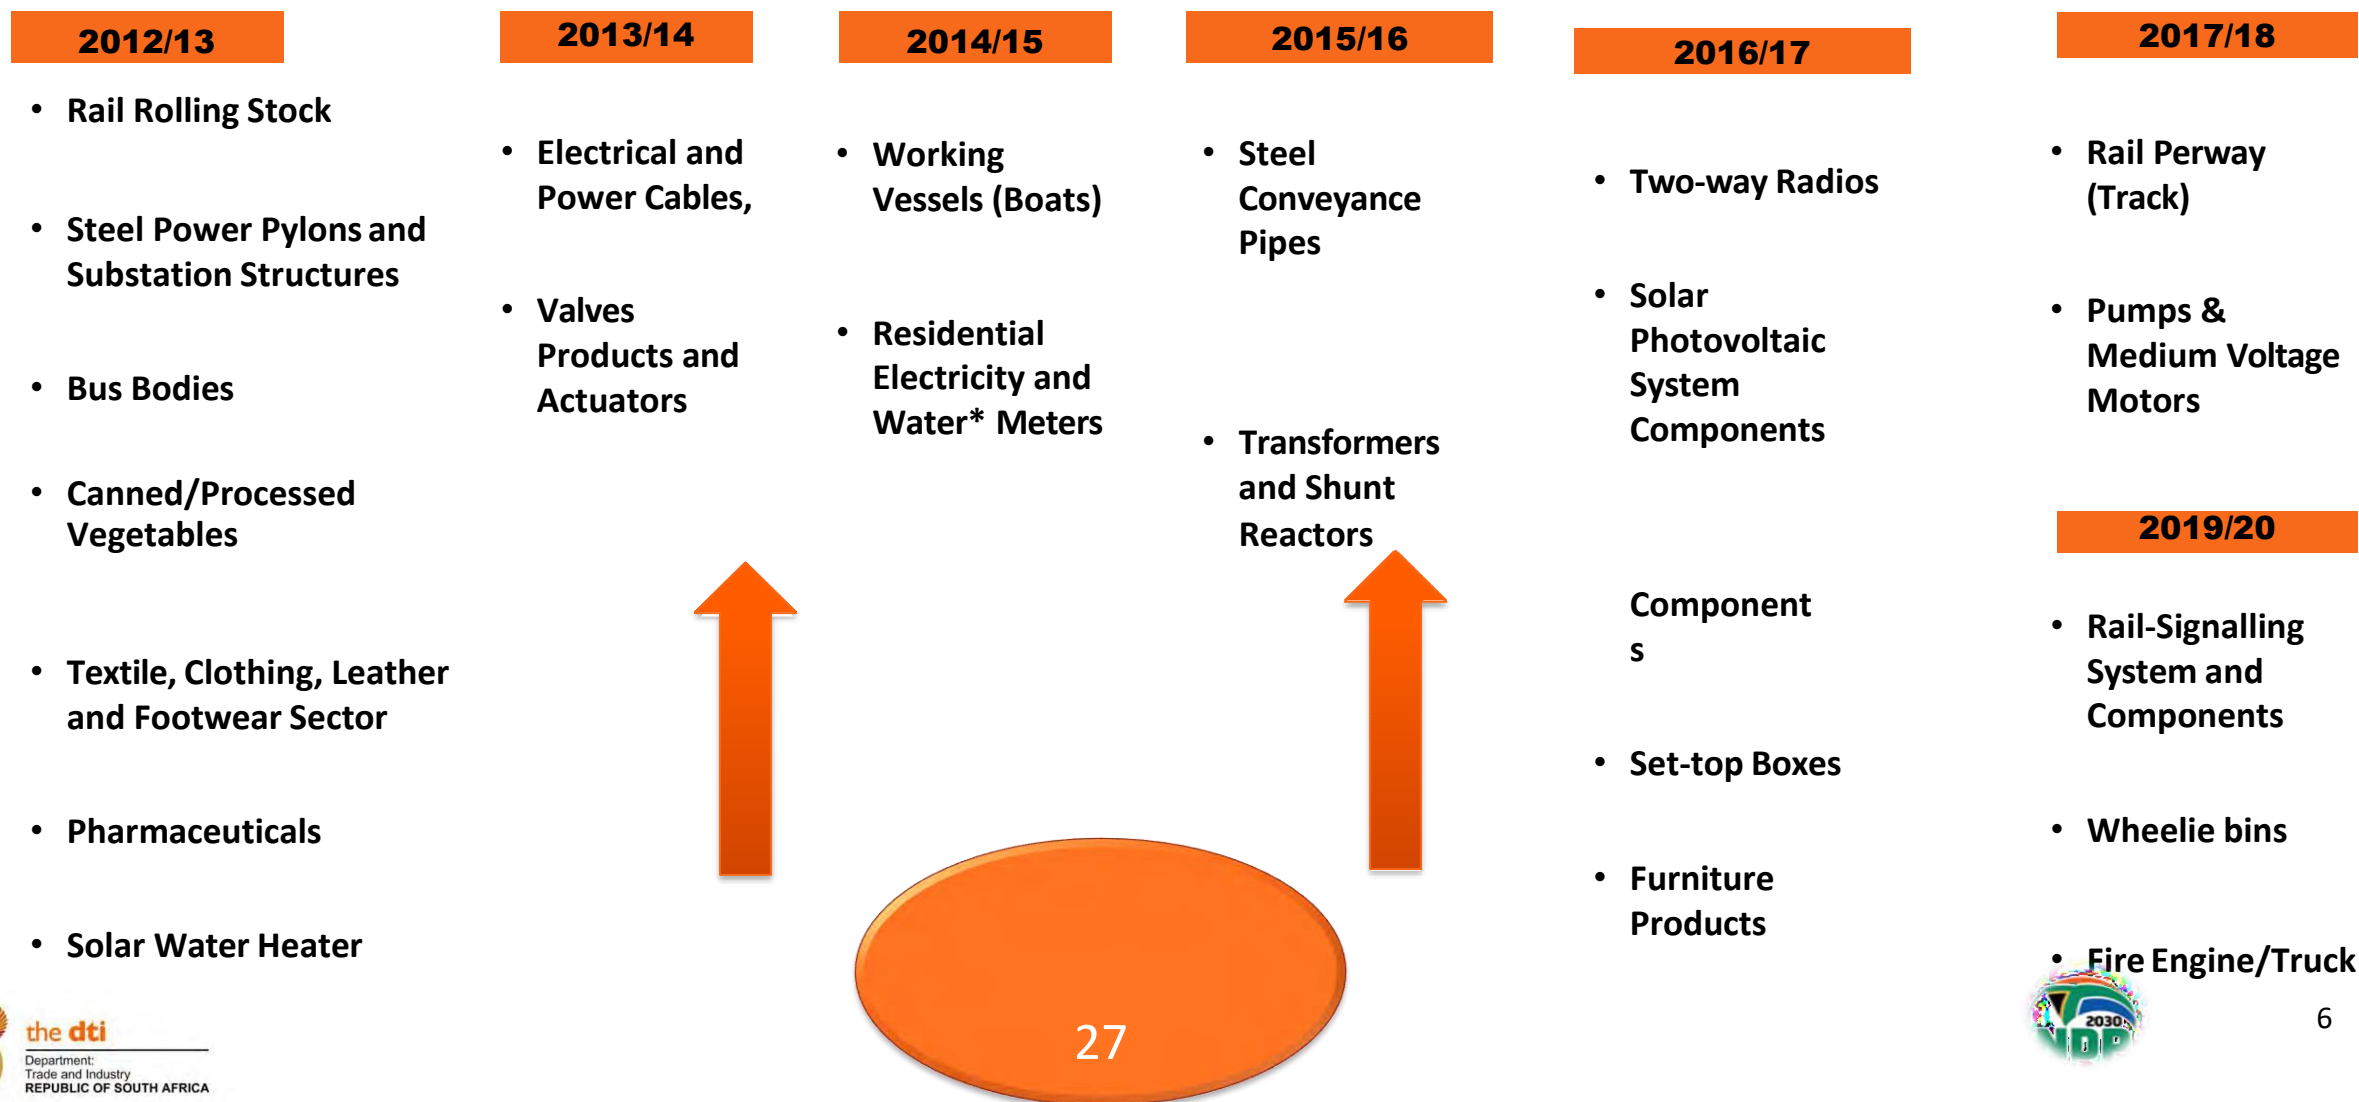 2012/13
• Rail Rolling Stock
• Steel Power Pylons and
Substation Structures
• Bus Bodies
• Canned/Processed
Vegetables
• Textile, Clothing, Leather
and Footwear Sector
• Pharmaceuticals
• Solar Water Heater
2013/14
• Electrical and
Power Cables,
• Valves
Products and
Actuators
2014/15
• Working
Vessels (Boats)
• Residential
Electricity and
Water* Meters
2015/16
• Steel
Conveyance
Pipes
• Transformers
and Shunt
Reactors
2016/17
• Two-way Radios
• Solar
Photovoltaic
System
Components
Component
s
• Set-top Boxes
• Furniture
Products
2017/18
• Rail Perway
(Track)
• Pumps &
Medium Voltage
Motors
2019/20
• Rail-Signalling
System and
Components
• Wheelie bins
• Fire Engine/Truck
27
the dti
Department:
Trade and Industry
REPUBLIC OF SOUTH AFRICA
2030
NDP
6